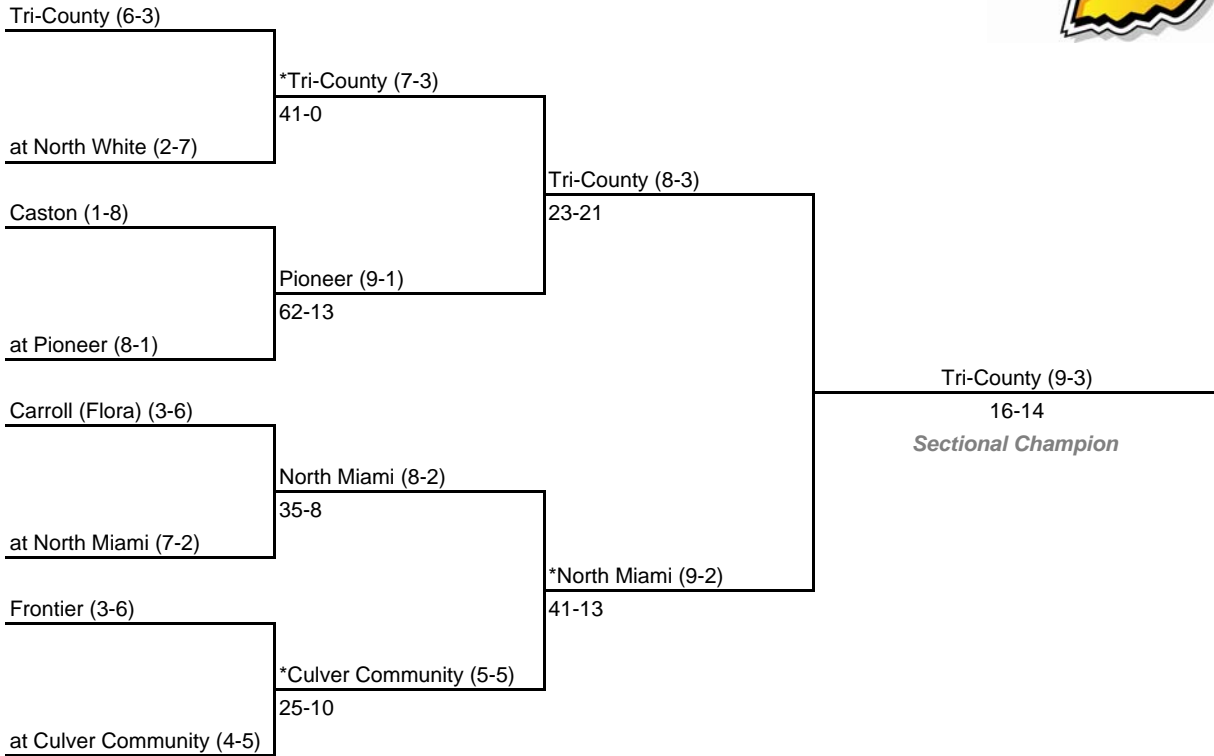 Tri-County (6-3)
*Tri-County (7-3)
41-0
at North White (2-7)
Tri-County (8-3)
23-21
Caston (1-8)
Pioneer (9-1)
62-13
at Pioneer (8-1)
Tri-County (9-3)
16-14
Sectional Champion
Carroll (Flora) (3-6)
North Miami (8-2)
35-8
at North Miami (7-2)
*North Miami (9-2)
41-13
Frontier (3-6)
*Culver Community (5-5)
25-10
at Culver Community (4-5)